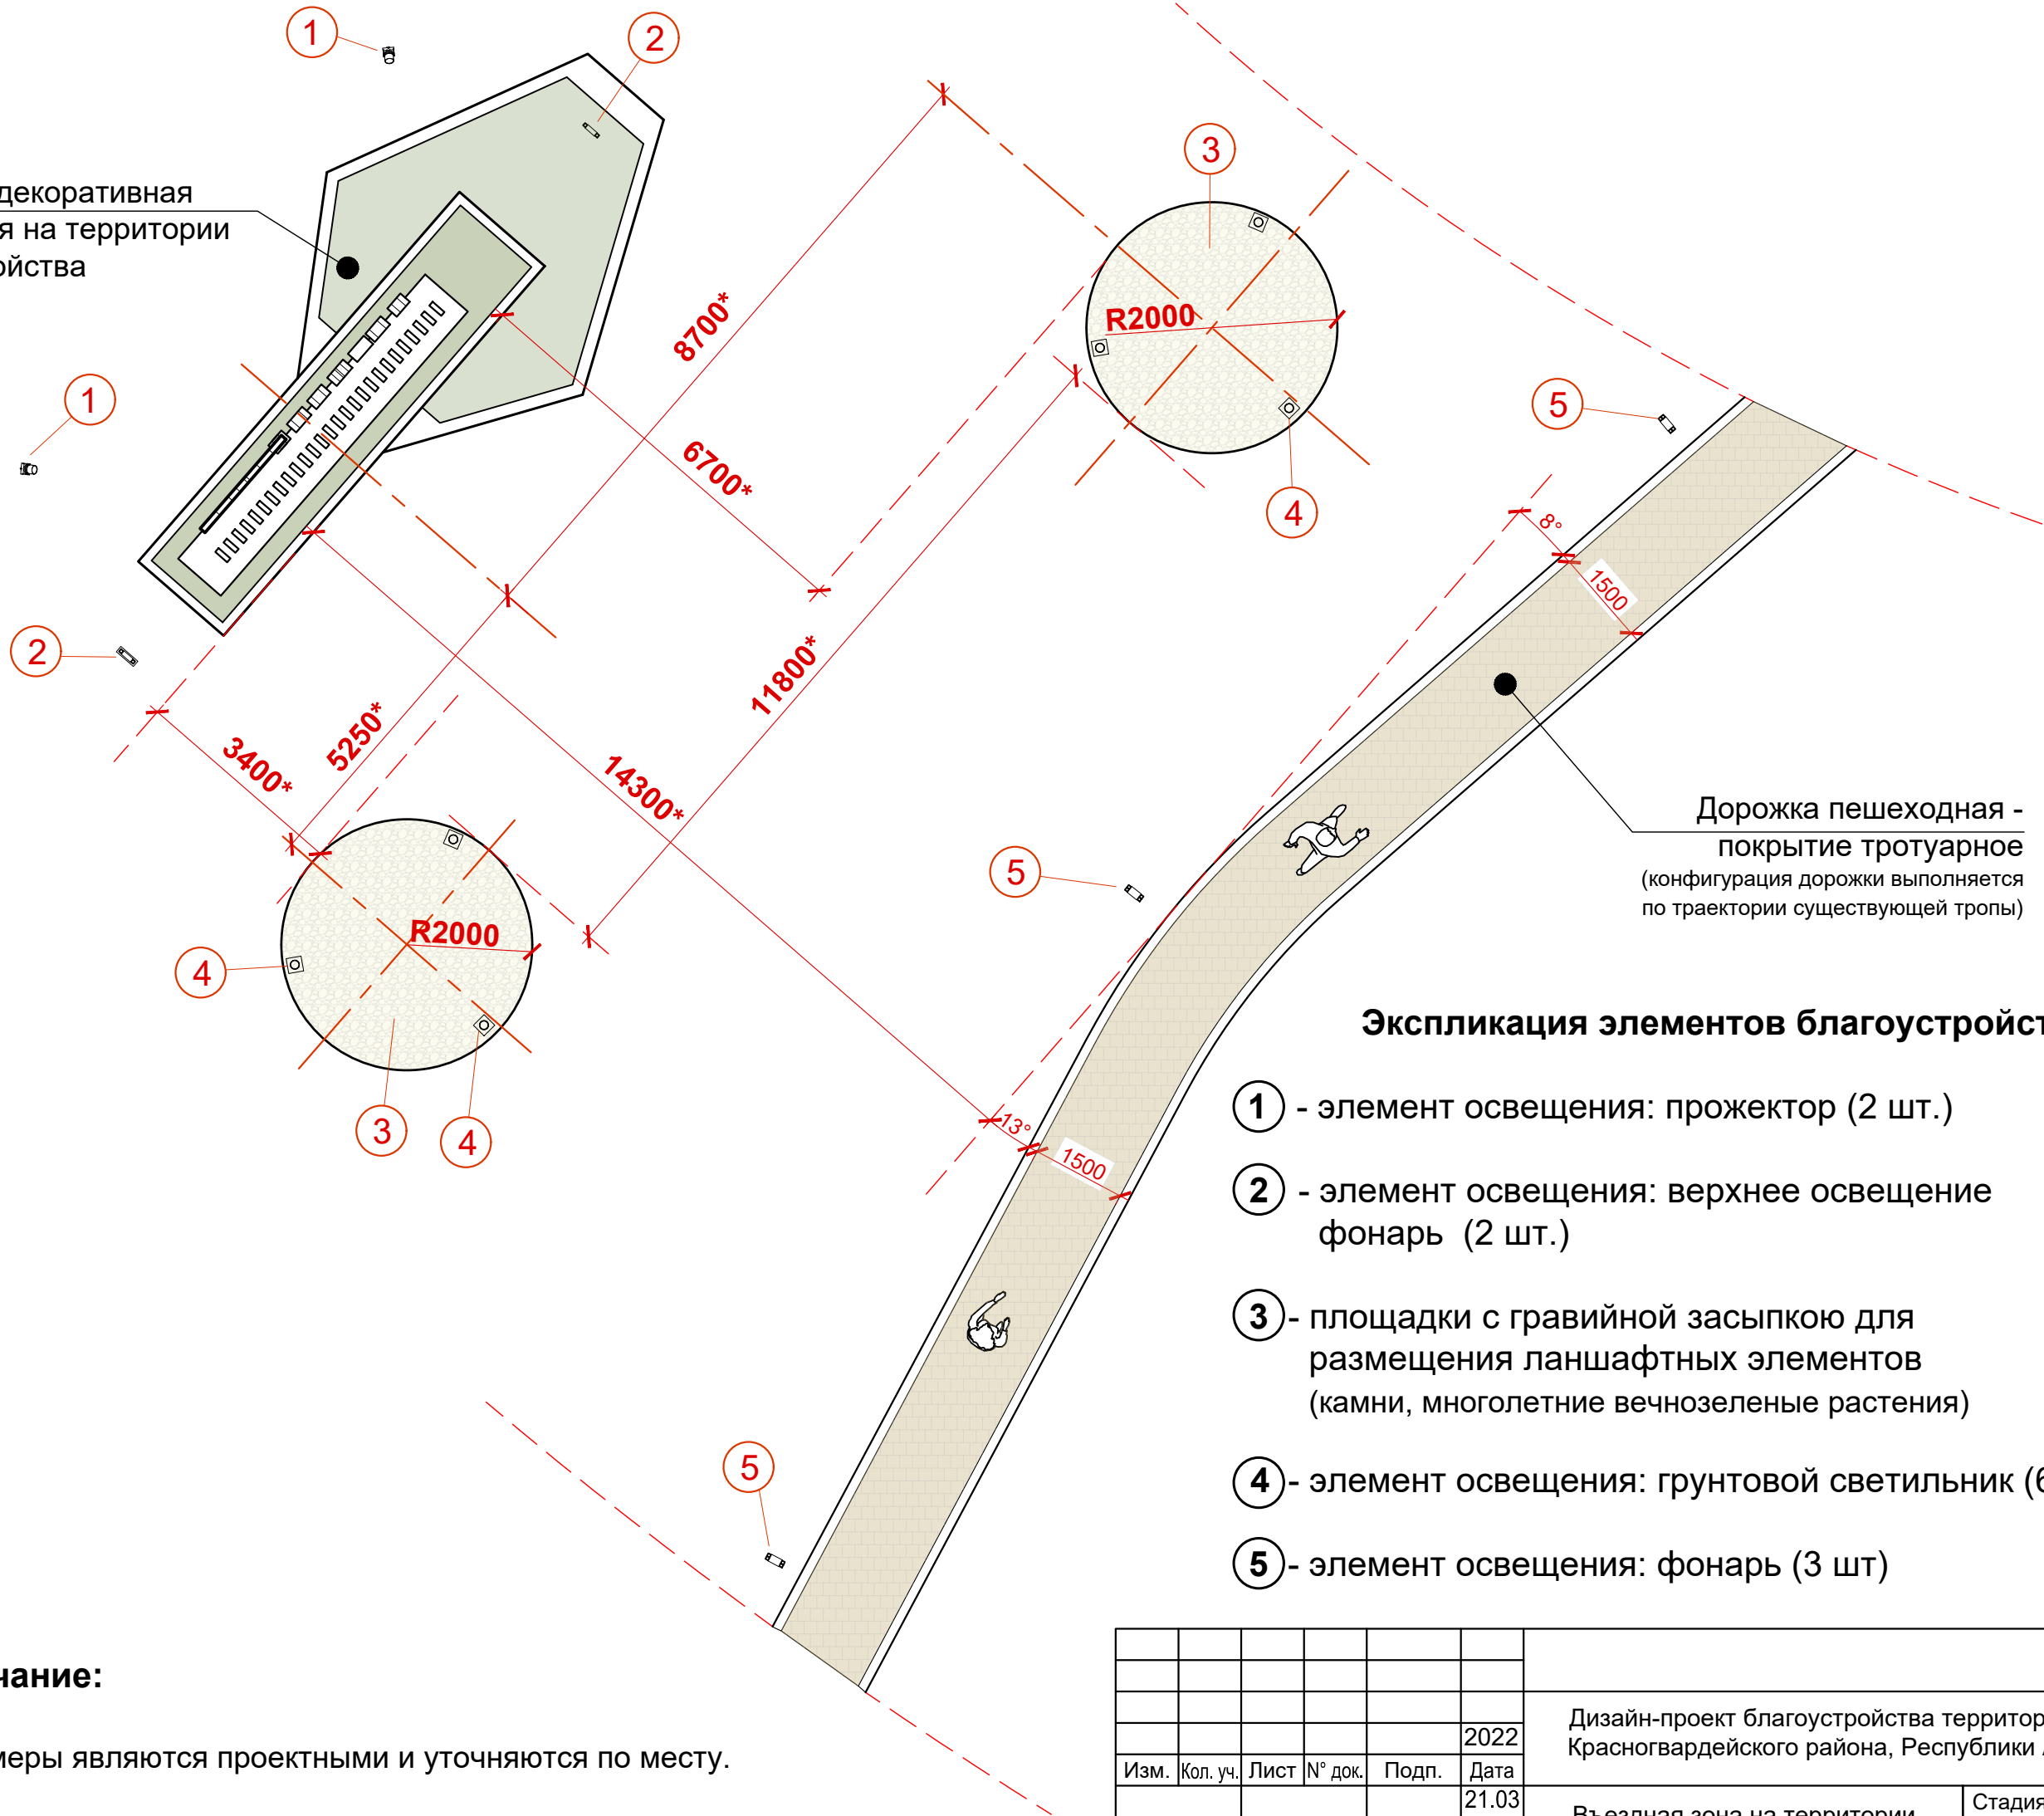 1
2
3
декоративная
я на территории
ойства
8700*
R2000
1
5
6700*
4
8°
1500
2
11800*
5250*
3400*
14300*
Дорожка пешеходная -
покрытие тротуарное
(конфигурация дорожки выполняется
по траектории существующей тропы)
5
R2000
4
3
4
13°
1500
5
Экспликация элементов благоустройст
1 - элемент освещения: прожектор (2 шт.)
2 - элемент освещения: верхнее освещение
фонарь (2 шт.)
3 - площадки с гравийной засыпкою для
размещения ланшафтных элементов
(камни, многолетние вечнозеленые растения)
4 - элемент освещения: грунтовой светильник (6
5 - элемент освещения: фонарь (3 шт)
чание:
меры являются проектными и уточняются по месту.
2022
Изм. Кол. уч. Лист N° док. Подп. Дата
21.03
Дизайн-проект благоустройства территор
Красногвардейского района, Республики
Въездная зона на территории
Стадия